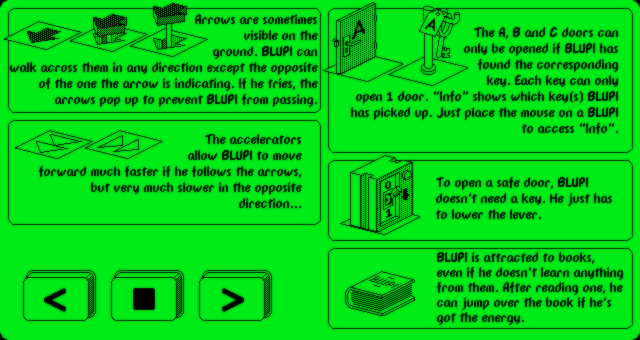 Arrows are sometimes
visible on the
ground. BLUPI can
walk across them in any direction except the opposite
of the one the arrow is indicating. If he tries, the
arrows pop up to prevent BLUPI from passing.
The accelerators
allow BLUPI to move
forward much faster if he follows the arrows,
but very much slower in the opposite
direction...
<
>
A
A
The A, B and C doors can
only be opened if BLUPI has
found the corresponding
key. Each key can only
open 1 door. "Info" shows which key(s) BLUPI
has picked up. Just place the mouse on a BLUPI
to access "Info".
0
1
To open a safe door, BLUPI
doesn't need a key. He just has
to lower the lever.
BLUPI
BLUPI is attracted to books,
even if he doesn't learn anything
from them. After reading one, he
can jump over the book if he's
got the energy.